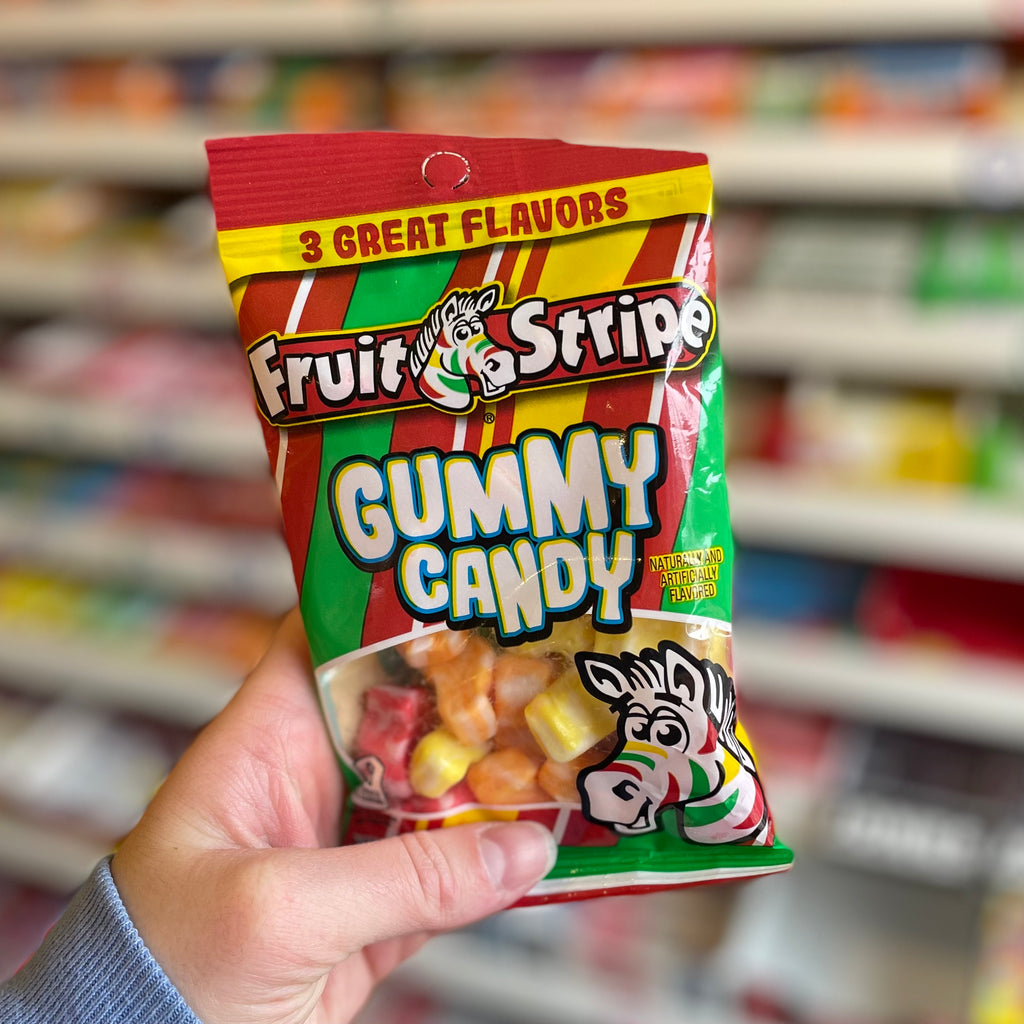 3 GREAT FLAVORS
Fruit Stripe
®
GUMMY
CANDY
NATURALLY AND
ARTIFICIALLY
FLAVORED